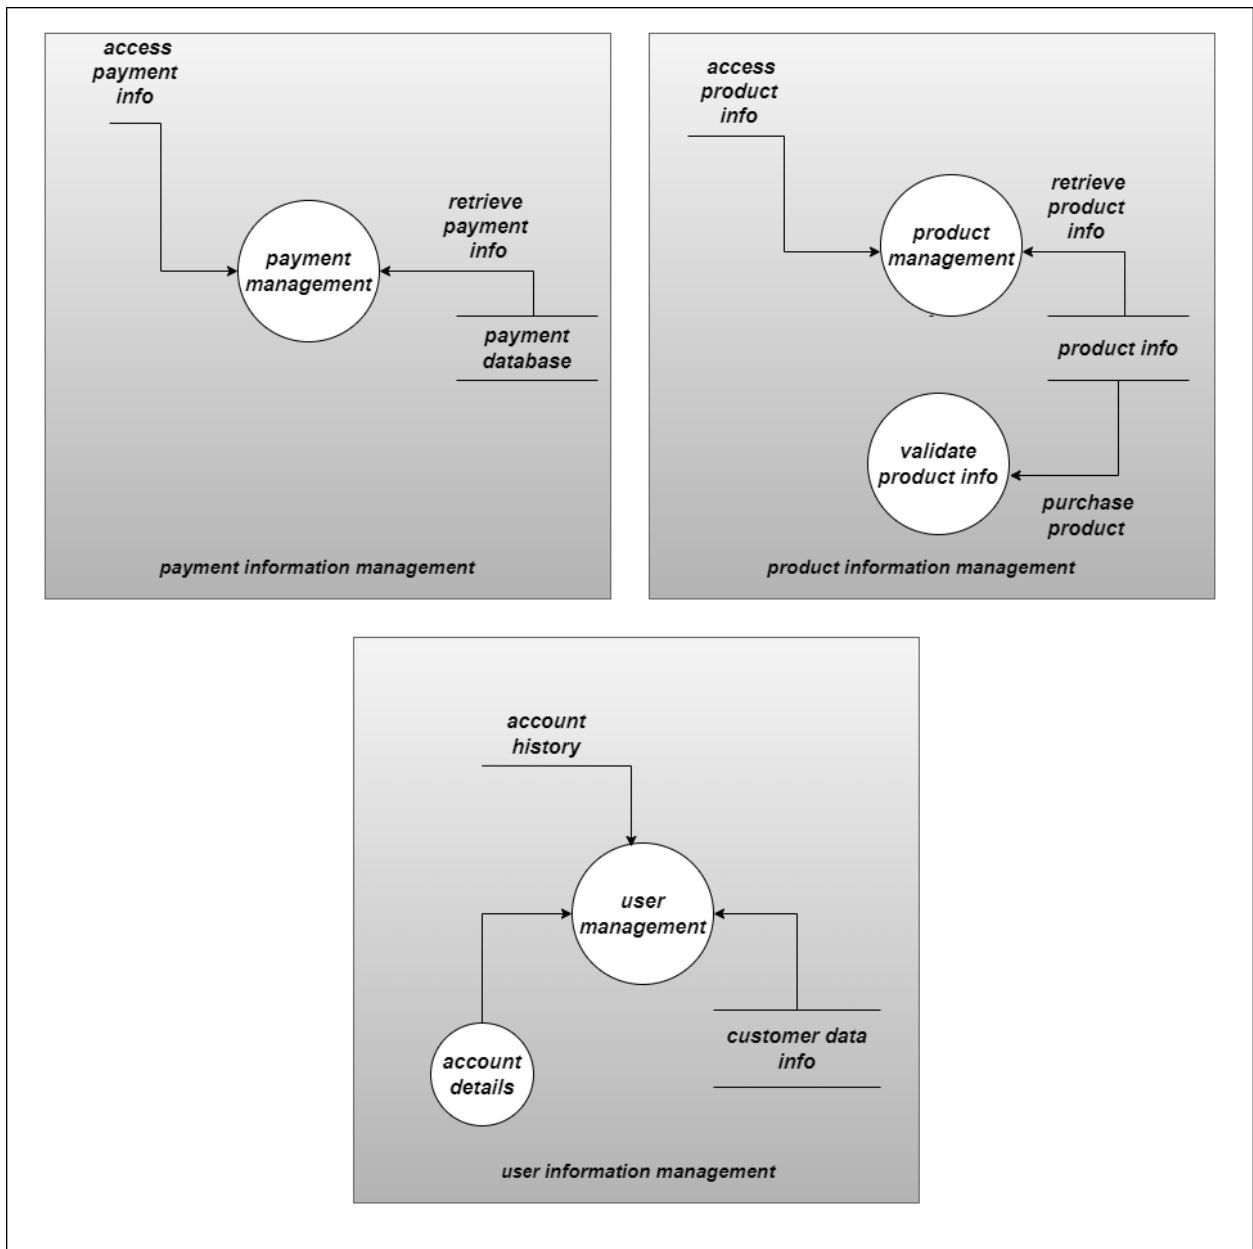 access
payment
info
retrieve
payment
info
payment
management
payment
database
payment information management
access
product
info
retrieve
product
info
product
management
product info
validate
product info
purchase
product
product information management
account
history
user
management
account
details
customer data
info
user information management